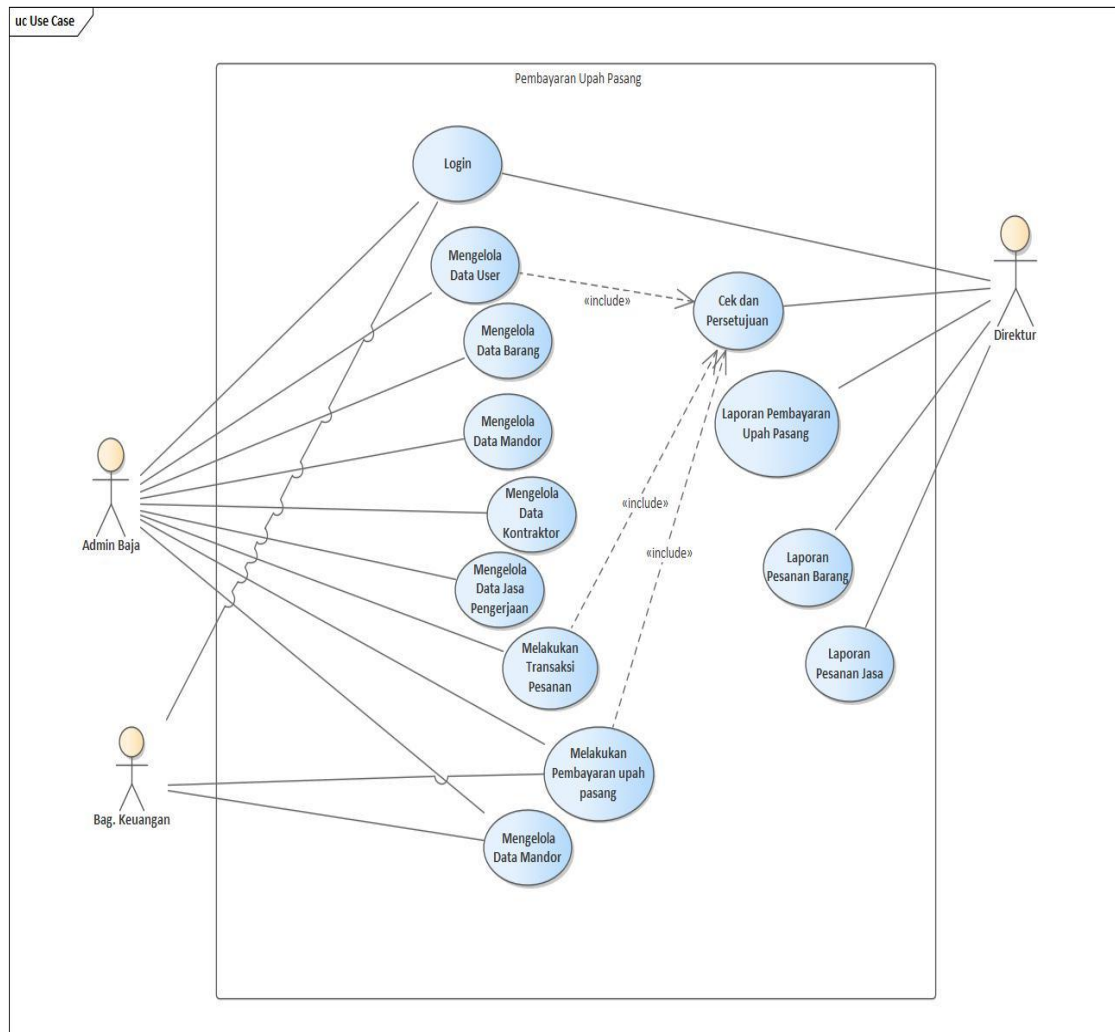 uc Use Case
Pembayaran Upah Pasang
Login
Mengelola
Data User
«include»
Cek dan
Persetujuan
Direktur
Mengelola
Data Barang
Laporan Pembayaran
Upah Pasang
Mengelola
Data Mandor
Admin Baja
Mengelola
Data
Kontraktor
«include»
«include»
Mengelola
Data Jasa
Pengerjaan
Laporan
Pesanan Barang
Melakukan
Transaksi
Pesanan
Laporan
Pesanan Jasa
Bag. Keuangan
Melakukan
Pembayaran upah
pasang
Mengelola
Data Mandor